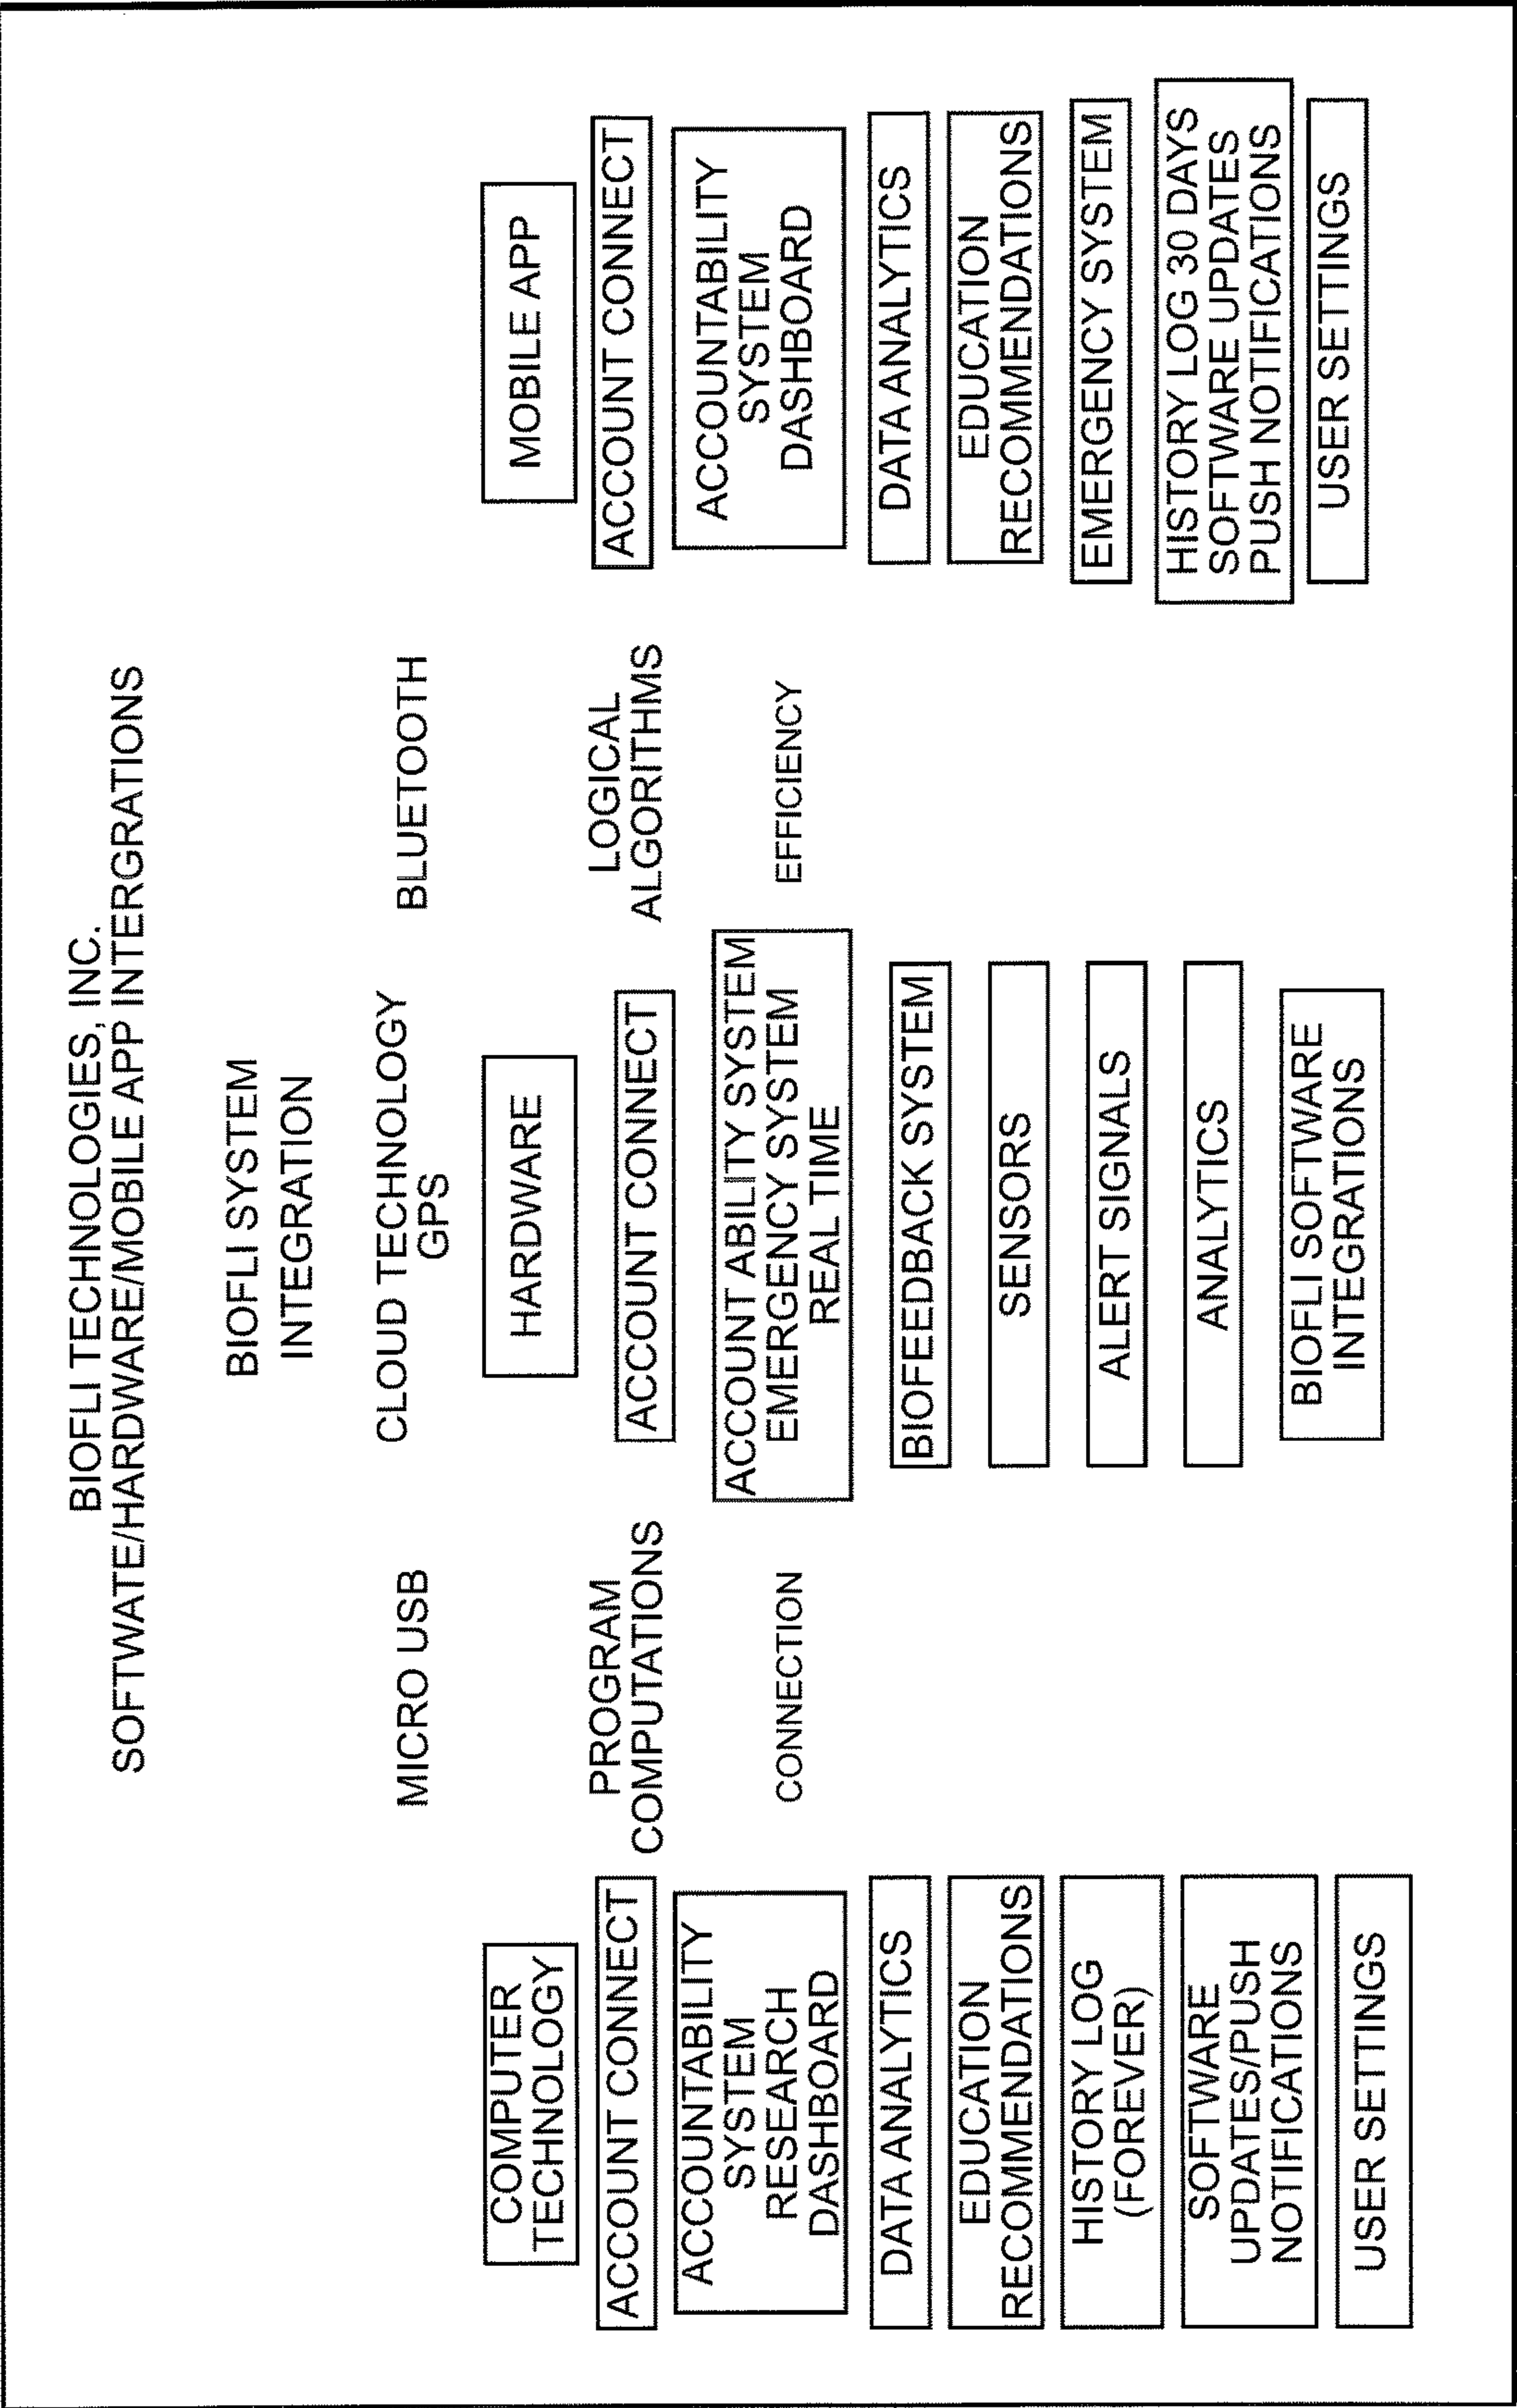 BIOFLI TECHNOLOGIES, INC.
SOFTWATE/HARDWARE/MOBILE APP INTERGRATIONS
BIOFLI SYSTEM
INTEGRATION
MICRO USB
CLOUD TECHNOLOGY
GPS
BLUETOOTH
COMPUTER
TECHNOLOGY
ACCOUNT CONNECT
ACCOUNTABILITY
SYSTEM
RESEARCH
DASHBOARD
DATA ANALYTICS
EDUCATION
RECOMMENDATIONS
HISTORY LOG
(FOREVER)
SOFTWARE
UPDATES/PUSH
NOTIFICATIONS
USER SETTINGS
PROGRAM
COMPUTATIONS
CONNECTION
HARDWARE
ACCOUNT CONNECT
ACCOUNT ABILITY SYSTEM
EMERGENCY SYSTEM
REAL TIME
BIOFEEDBACK SYSTEM
SENSORS
ALERT SIGNALS
ANALYTICS
BIOFLI SOFTWARE
INTEGRATIONS
LOGICAL
ALGORITHMS
EFFICIENCY
MOBILE APP
ACCOUNT CONNECT
ACCOUNTABILITY
SYSTEM
DASHBOARD
DATA ANALYTICS
EDUCATION
RECOMMENDATIONS
EMERGENCY SYSTEM
HISTORY LOG 30 DAYS
SOFTWARE UPDATES
PUSH NOTIFICATIONS
USER SETTINGS